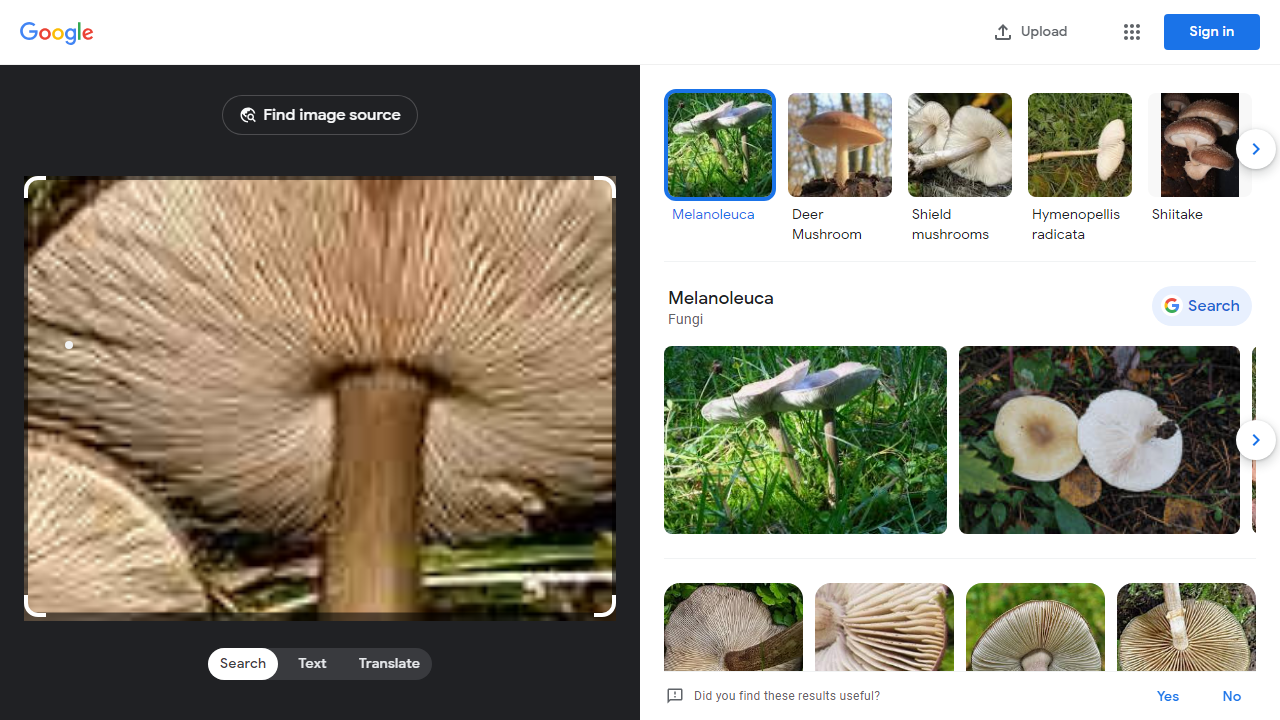 Google
Upload
Sign in
Find image source
Melanoleuca
Deer
Mushroom
Shield
mushrooms
Hymenopellis
radicata
Shiitake
Melanoleuca
Fungi
Search
Search
Text
Translate
Did you find these results useful?
Yes
No